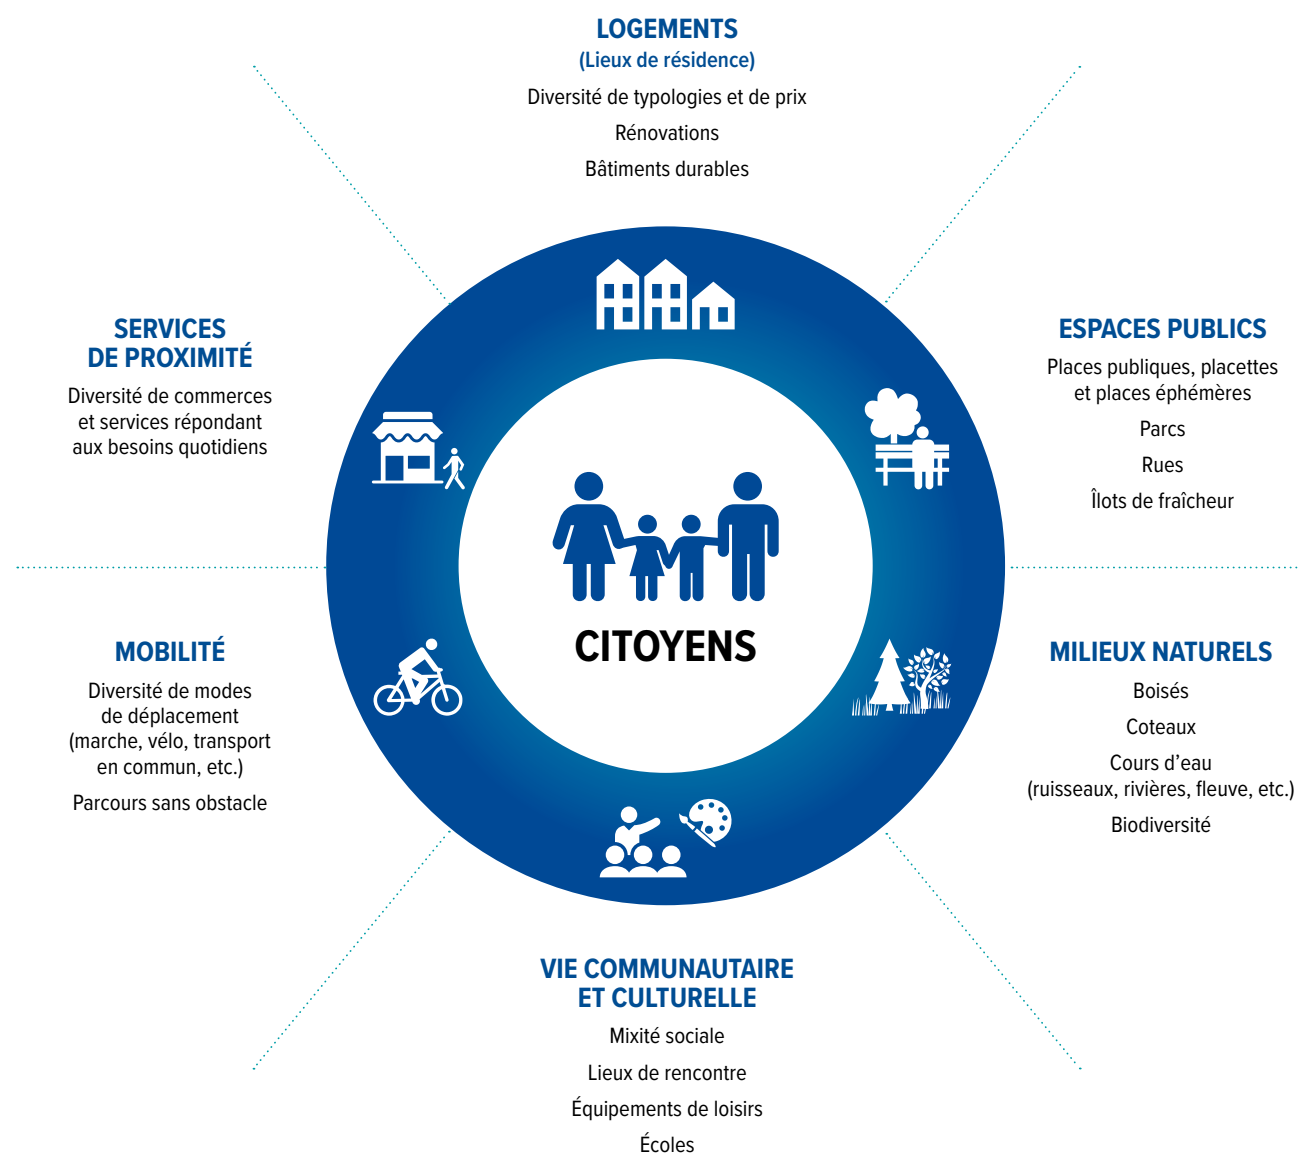 LOGEMENTS
(Lieux de résidence)
Diversité de typologies et de prix
Rénovations
Bâtiments durables
ESPACES PUBLICS
Places publiques, placettes
et places éphémères
Parcs
Rues
Îlots de fraîcheur
MILIEUX NATURELS
Boisés
Coteaux
Cours d’eau
(ruisseaux, rivières, fleuve, etc.)
Biodiversité
VIE COMMUNAUTAIRE
ET CULTURELLE
Mixité sociale
Lieux de rencontre
Équipements de loisirs
Écoles
MOBILITÉ
Diversité de modes
de déplacement
(marche, vélo, transport
en commun, etc.)
Parcours sans obstacle
SERVICES
DE PROXIMITÉ
Diversité de commerces
et services répondant
aux besoins quotidiens
CITOYENS